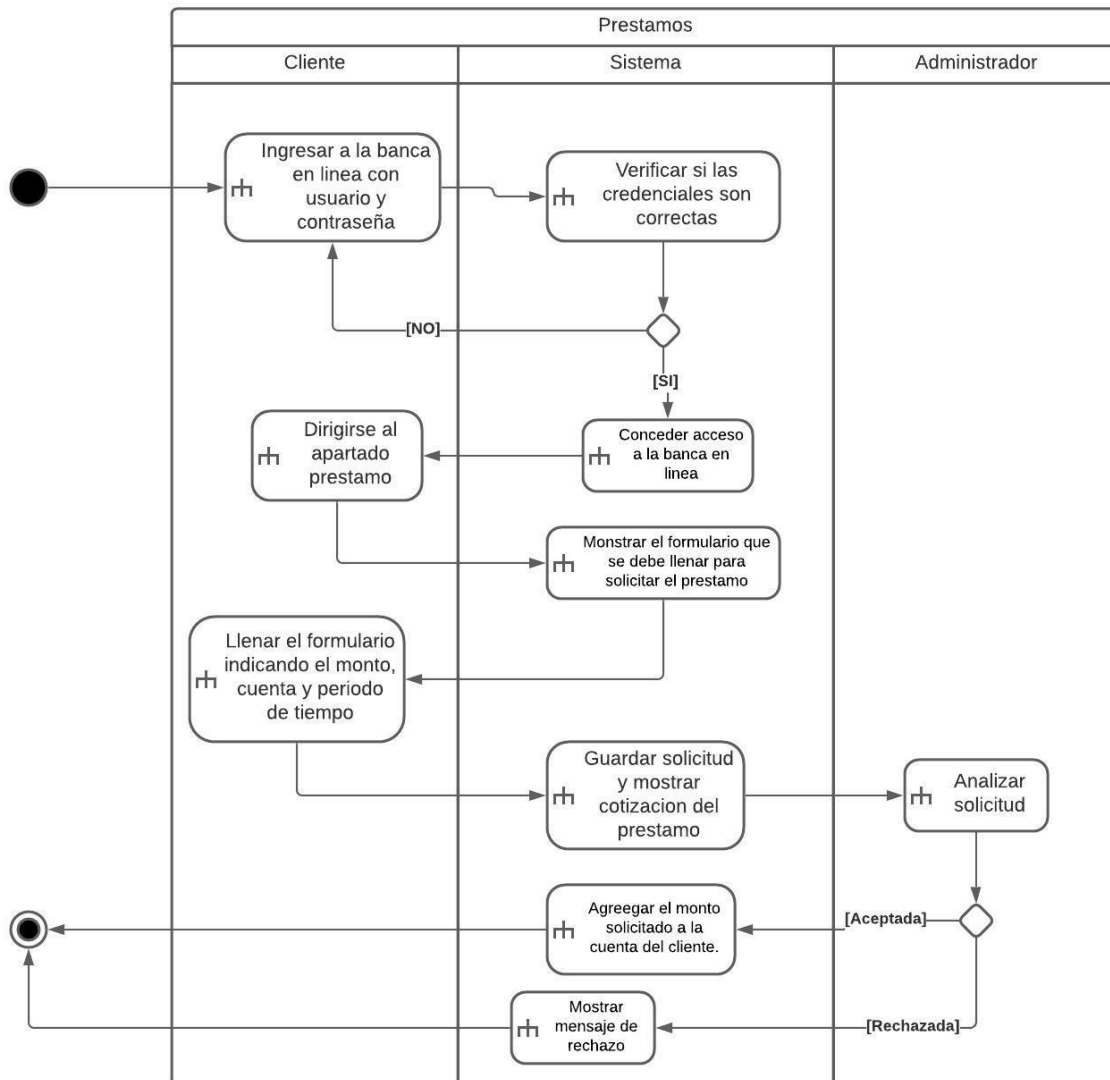 Prestamos
Cliente
Sistema
Administrador
Ingresar a la banca
en linea con
usuario y
contraseña
Verificar si las
credenciales son
correctas
[NO]
[SI]
Dirigirse al
apartado
prestamo
Conceder acceso
a la banca en
linea
Monstrar el formulario que
se debe llenar para
solicitar el prestamo
Llenar el formulario
indicando el monto,
cuenta y periodo
de tiempo
Guardar solicitud
y mostrar
cotizacion del
prestamo
Analizar
solicitud
Agreegar el monto
solicitado a la
cuenta del cliente.
[Aceptada]
Mostrar
mensaje de
rechazo
[Rechazada]